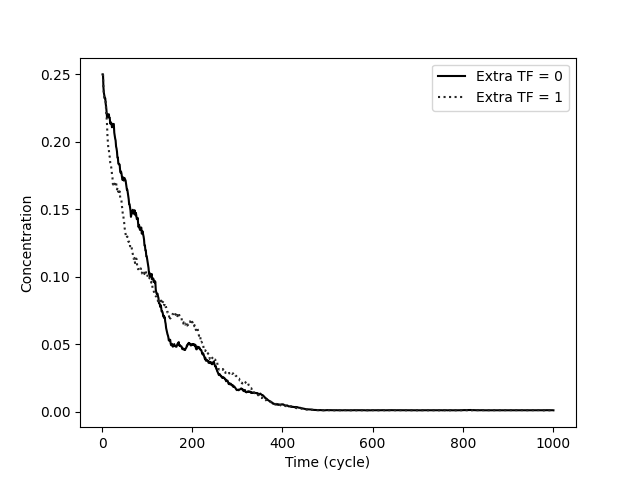 Extra TF = 0
Extra TF = 1
0.25
0.20
0.15
0.10
0.05
0.00
Concentration
0 200 400 600 800 1000
Time (cycle)